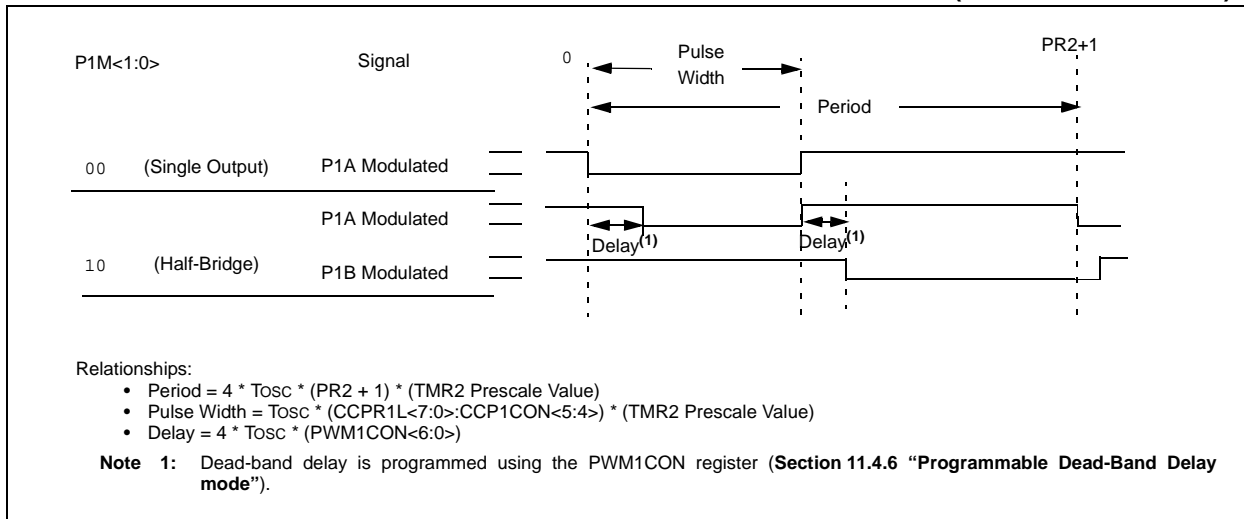 0 Pulse Width PR2+1
P1M<1:0> Signal
Period
00 (Single Output) P1A Modulated
P1A Modulated
Delay(1) Delay(1)
10 (Half-Bridge) P1B Modulated
Relationships:
• Period = 4 * TOSC * (PR2 + 1) * (TMR2 Prescale Value)
• Pulse Width = TOSC * (CCPR1L<7:0>:CCP1CON<5:4>) * (TMR2 Prescale Value)
• Delay = 4 * TOSC * (PWM1CON<6:0>)
Note 1: Dead-band delay is programmed using the PWM1CON register (Section 11.4.6 “Programmable Dead-Band Delay
mode”).